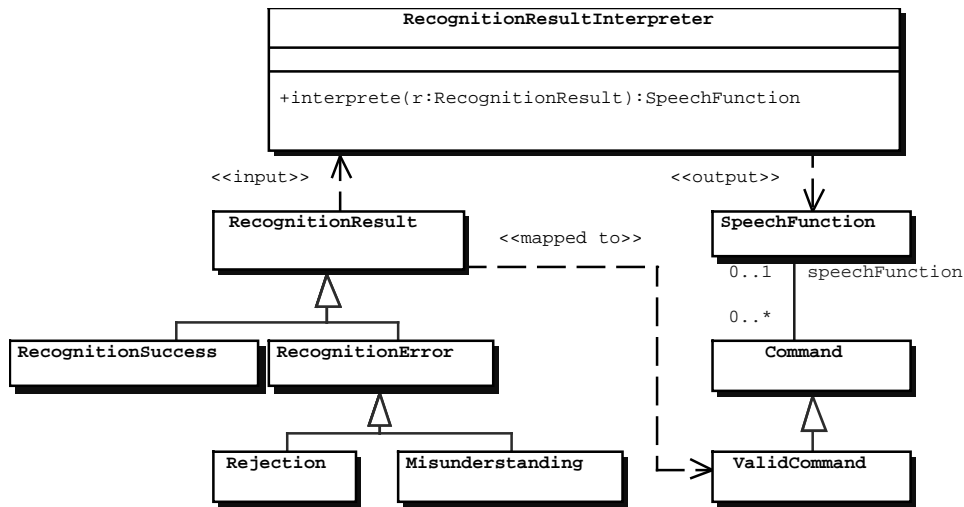 RecognitionResultInterpreter
+interprete(r:RecognitionResult):SpeechFunction
<<input>>
<<output>>
RecognitionResult
<<mapped to>>
SpeechFunction
0..1 speechFunction
0..*
RecognitionSuccess
RecognitionError
Command
Rejection
Misunderstanding
ValidCommand